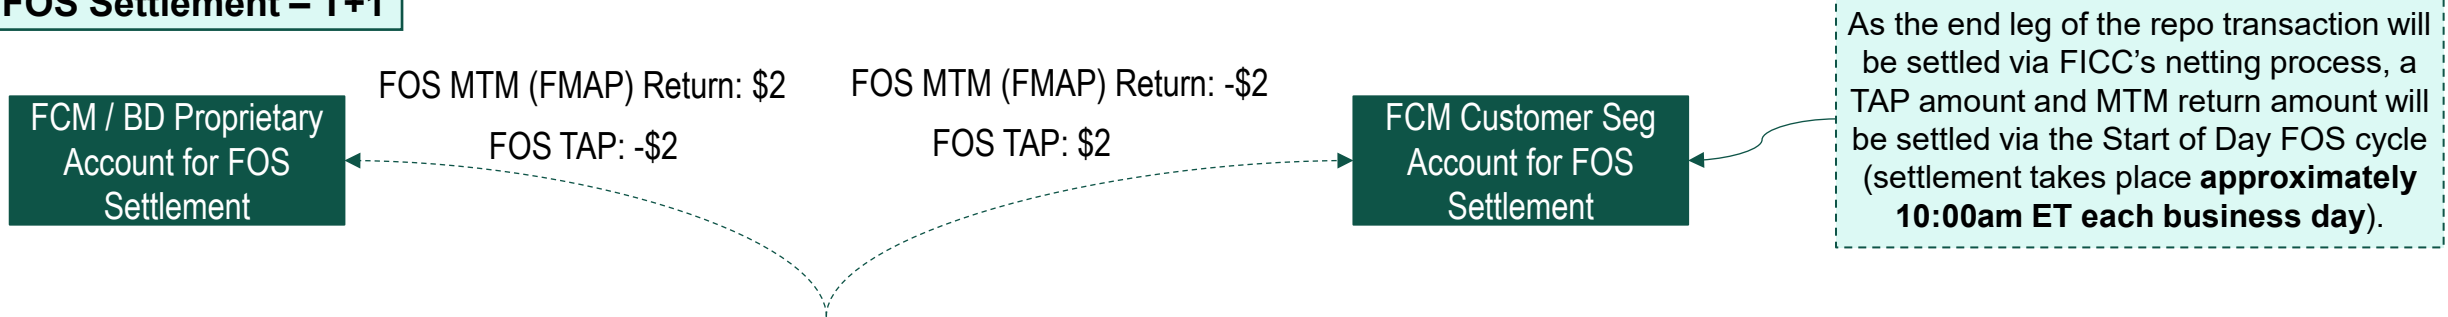 FOS Settlement – T+1
FOS MTM (FMAP) Return: $2
FOS TAP: -$2
FOS MTM (FMAP) Return: -$2
FOS TAP: $2
FCM / BD Proprietary
Account for FOS
Settlement
FCM Customer Seg
Account for FOS
Settlement
As the end leg of the repo transaction will
be settled via FICC’s netting process, a
TAP amount and MTM return amount will
be settled via the Start of Day FOS cycle
(settlement takes place approximately
10:00am ET each business day).